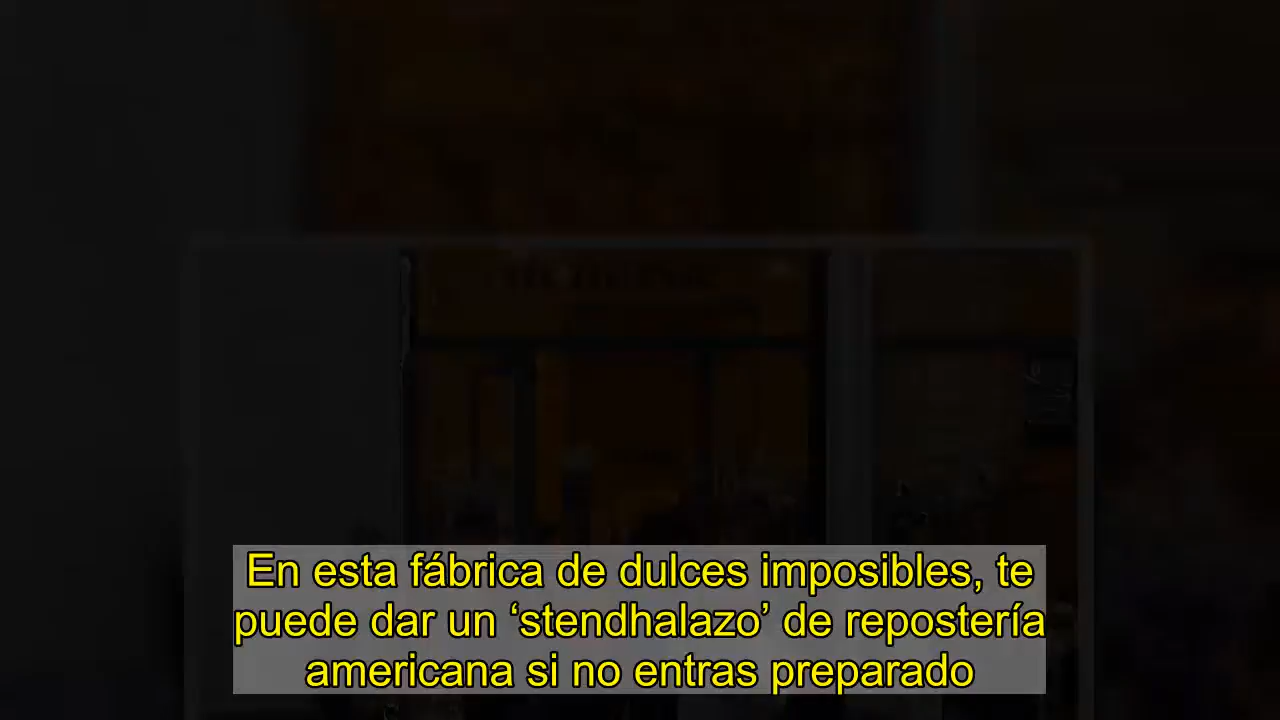 En esta fábrica de dulces imposibles, te
puede dar un ‘stendhalazo’ de repostería
americana si no entras preparado